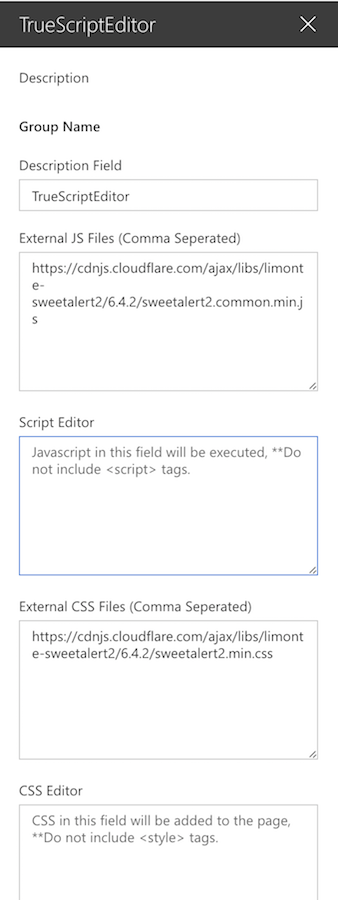 TrueScriptEditor
Description
Group Name
Description Field
TrueScriptEditor
External JS Files (Comma Seperated)
https://cdnjs.cloudflare.com/ajax/libs/limont
e-
sweetalert2/6.4.2/sweetalert2.common.min.j
s
Script Editor
Javascript in this field will be executed, **Do
not include <script> tags.
External CSS Files (Comma Seperated)
https://cdnjs.cloudflare.com/ajax/libs/limont
e-sweetalert2/6.4.2/sweetalert2.min.css
CSS Editor
CSS in this field will be added to the page,
**Do not include <style> tags.